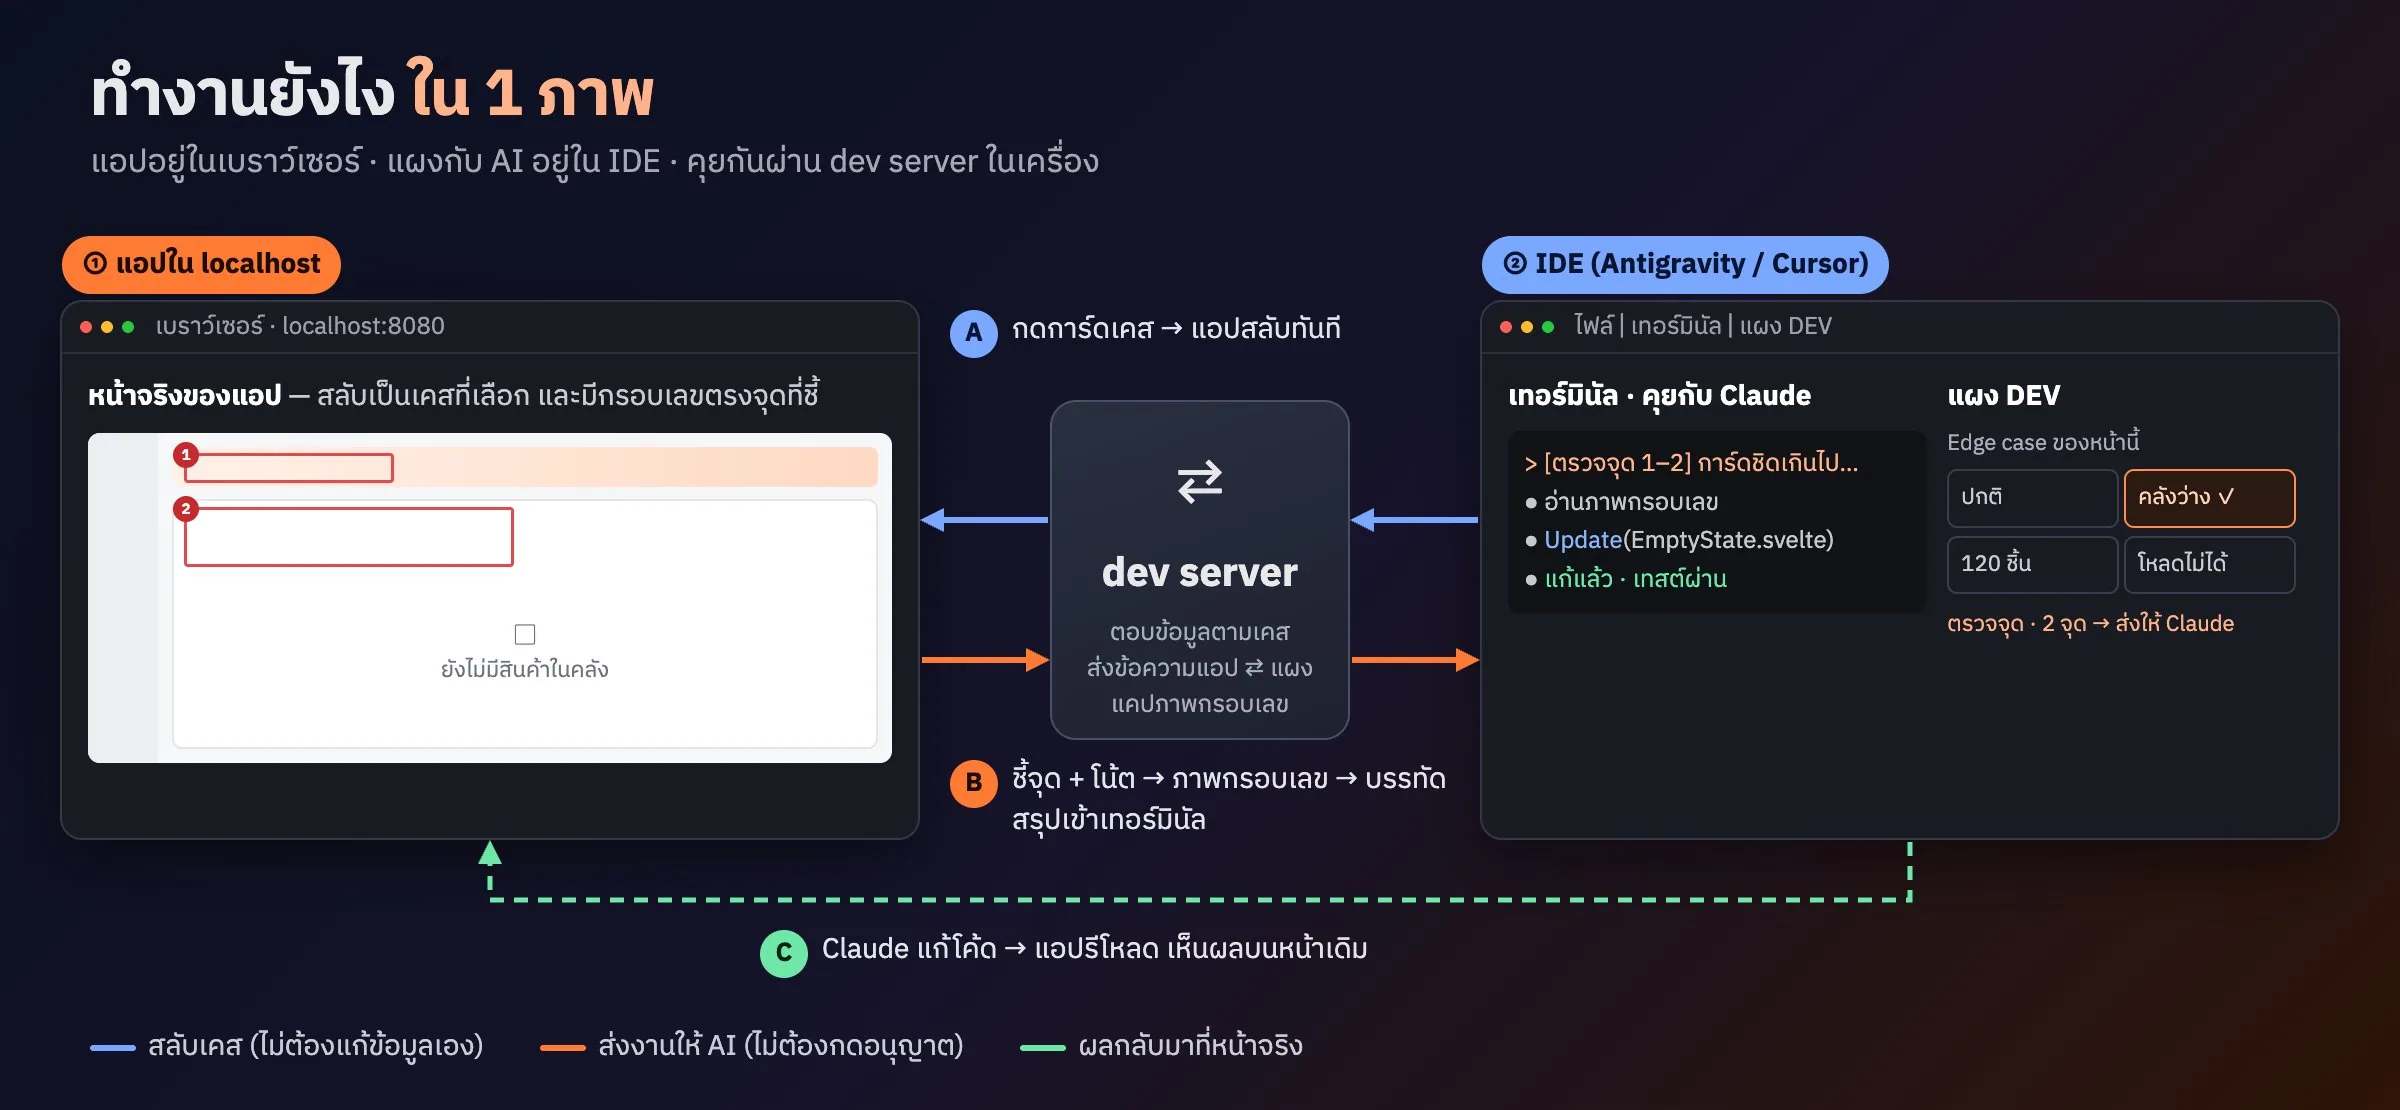 ทำงานยังไง ใน 1 ภาพ
แอปอยู่ในเบราว์เซอร์ · แผงกับ AI อยู่ใน IDE · คุยกันผ่าน dev server ในเครื่อง
① แอปใน localhost
เบราว์เซอร์ · localhost:8080
หน้าจริงของแอป — สลับเป็นเคสที่เลือก และมีกรอบเลขตรงจุดที่ชี้
1
2
ยังไม่มีสินค้าในคลัง
A กดการ์ดเคส → แอปสลับทันที
⇄
dev server
ตอบข้อมูลตามเคส
ส่งข้อความแอป ⇄ แผง
แคปภาพกรอบเลข
B ชี้จุด + โน้ต → ภาพกรอบเลข → บรรทัด
สรุปเข้าเทอร์มินัล
② IDE (Antigravity / Cursor)
ไฟล์ | เทอร์มินัล | แผง DEV
เทอร์มินัล · คุยกับ Claude
> [ตรวจจุด 1–2] การ์ดชิดเกินไป…
● อ่านภาพกรอบเลข
● Update(EmptyState.svelte)
● แก้แล้ว · เทสต์ผ่าน
แผง DEV
Edge case ของหน้านี้
ปกติ
คลังว่าง ✓
120 ชิ้น
โหลดไม่ได้
ตรวจจุด · 2 จุด → ส่งให้ Claude
C Claude แก้โค้ด → แอปรีโหลด เห็นผลบนหน้าเดิม
สลับเคส (ไม่ต้องแก้ข้อมูลเอง)
ส่งงานให้ AI (ไม่ต้องกดอนุญาต)
ผลกลับมาที่หน้าจริง